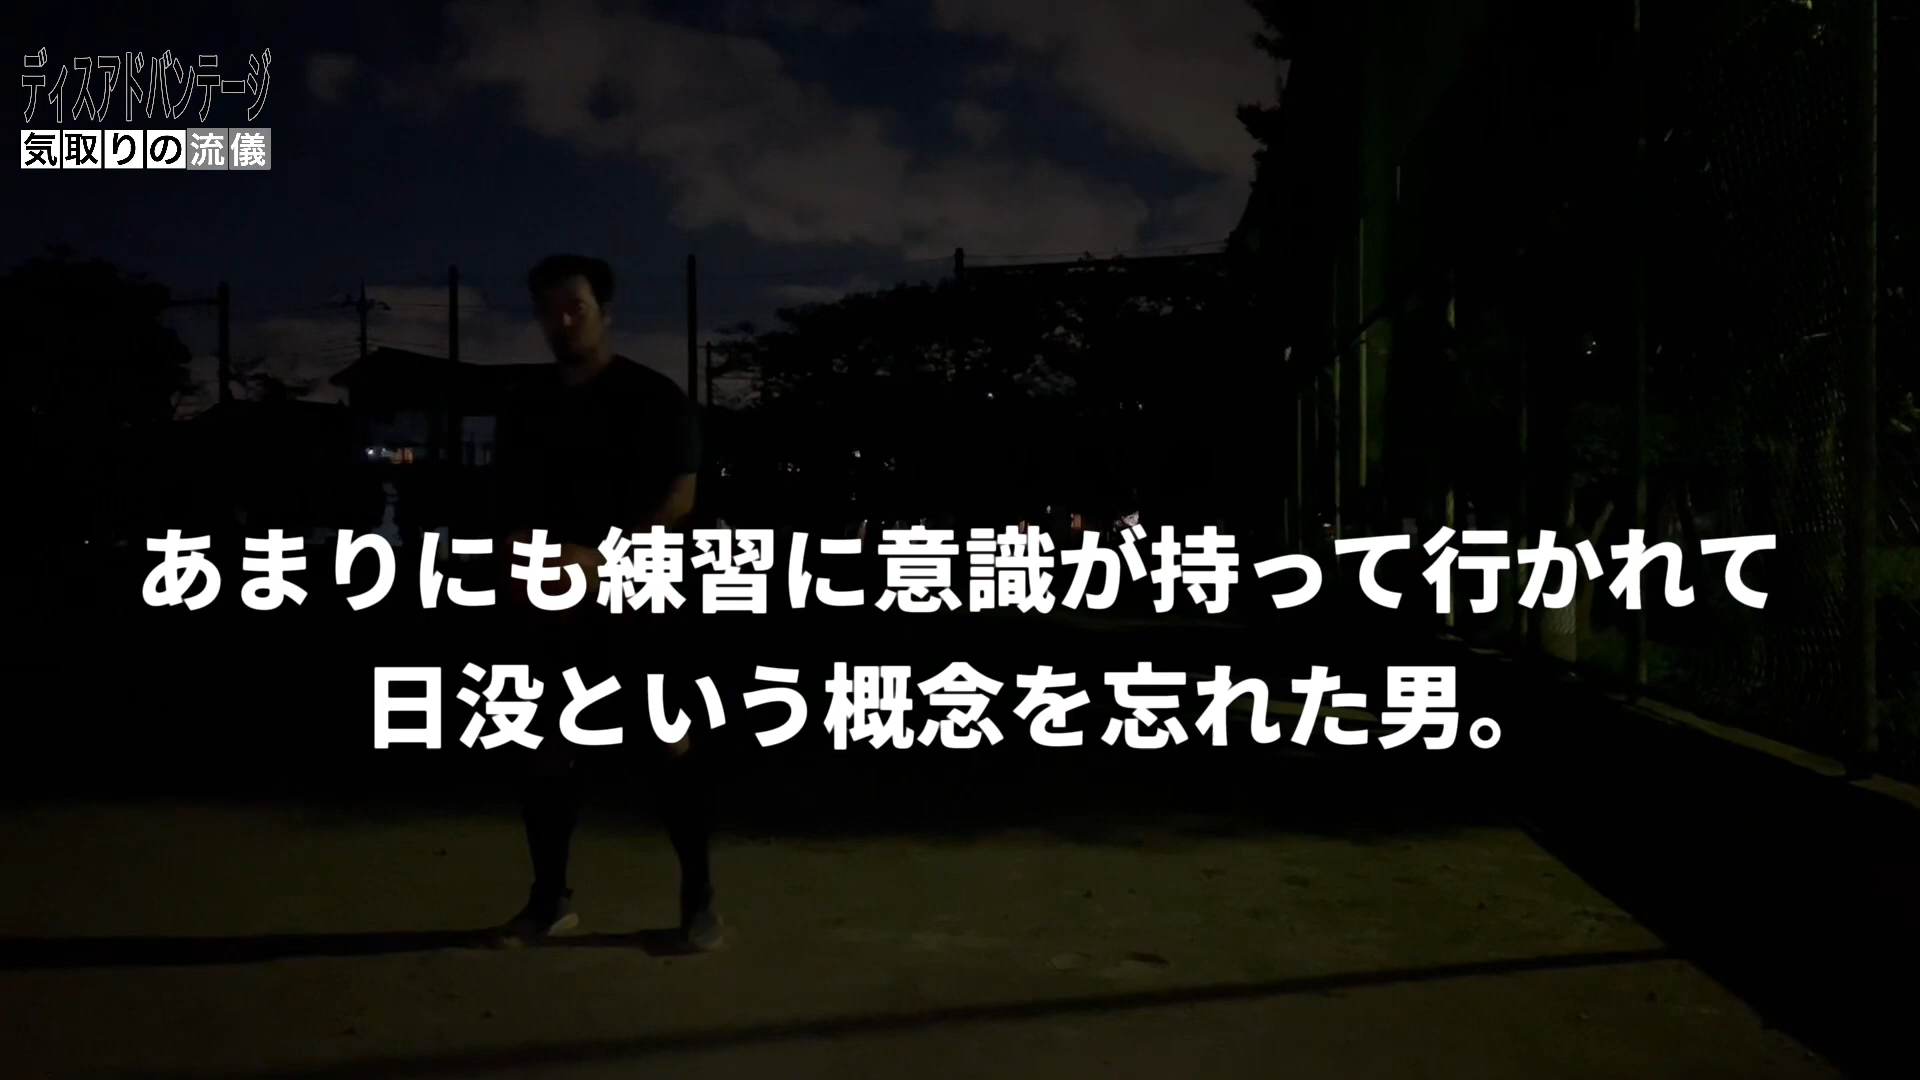 ディスアドバンテージ
気取りの流儀
あまりにも練習に意識が持って行かれて
日没という概念を忘れた男。